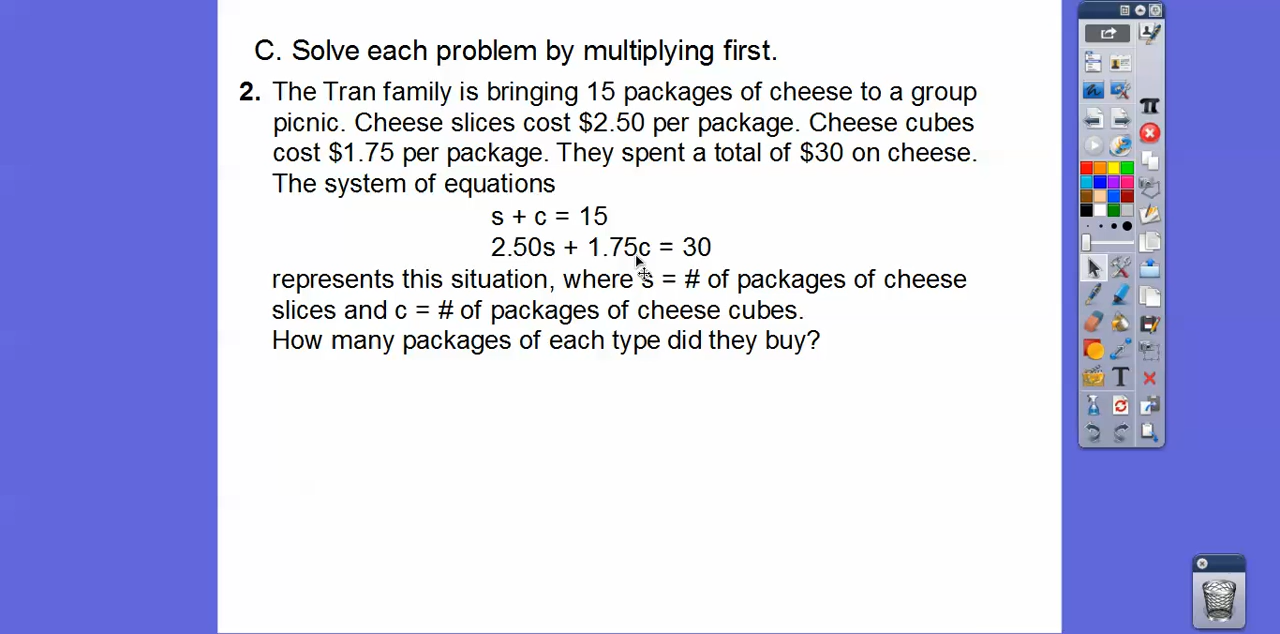 C. Solve each problem by multiplying first.
2. The Tran family is bringing 15 packages of cheese to a group
picnic. Cheese slices cost $2.50 per package. Cheese cubes
cost $1.75 per package. They spent a total of $30 on cheese.
The system of equations
s + c = 15
2.50s + 1.75c = 30
represents this situation, where s = # of packages of cheese
slices and c = # of packages of cheese cubes.
How many packages of each type did they buy?